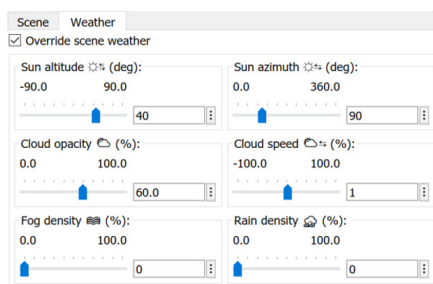 Scene Weather
Override scene weather
Sun altitude (deg): Sun azimuth (deg):
-90.0 90.0 0.0 360.0
40 90
Cloud opacity (%): Cloud speed (%):
0.0 100.0 -100.0 100.0
60.0 1
Fog density (%): Rain density (%):
0.0 100.0 0.0 100.0
0 0